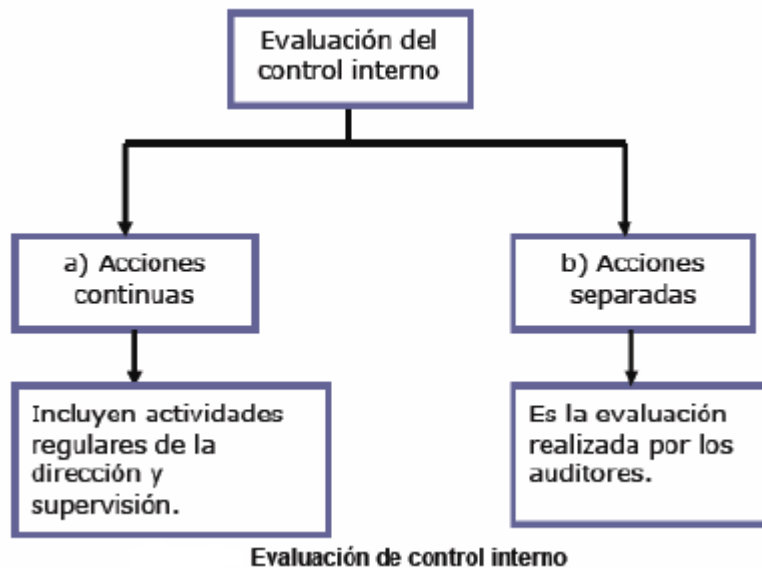 Evaluación del
control interno
a) Acciones
continuas
b) Acciones
separadas
Incluyen actividades
regulares de la
dirección y
supervisión.
Es la evaluación
realizada por los
auditores.
Evaluación de control interno